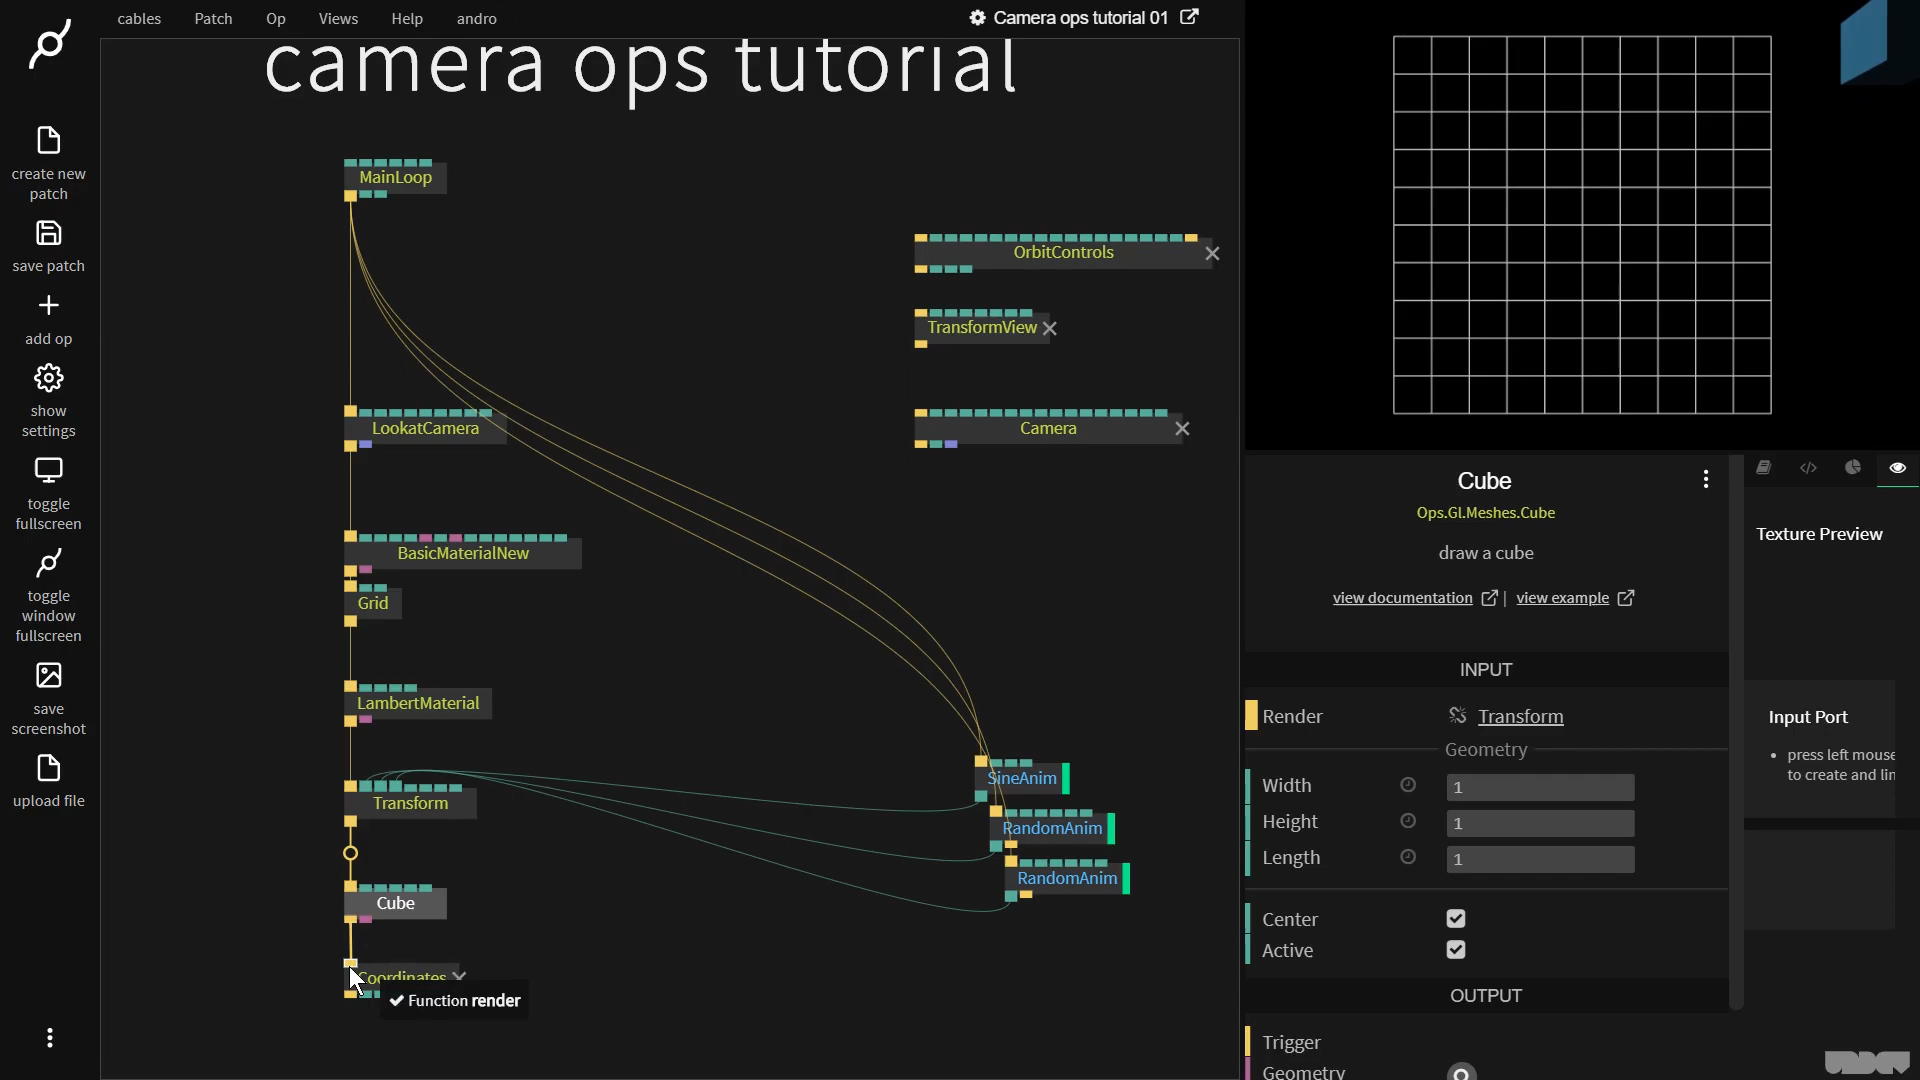 cables
Patch
Op
Views
Help
andro
Camera ops tutorial 01
camera ops tutorial
create new
patch
save patch
add op
show
settings
toggle
fullscreen
toggle
window
fullscreen
save
screenshot
upload file
MainLoop
OrbitControls
TransformView
LookatCamera
Camera
BasicMaterialNew
Grid
LambertMaterial
SineAnim
Transform
RandomAnim
RandomAnim
Cube
Coordinates
Function render
Cube
Ops.Gl.Meshes.Cube
draw a cube
view documentation | view example
INPUT
Render Transform
Geometry
Width 1
Height 1
Length 1
Center
Active
OUTPUT
Trigger
Geometry
Texture Preview
Input Port
• press left mouse
to create and lin